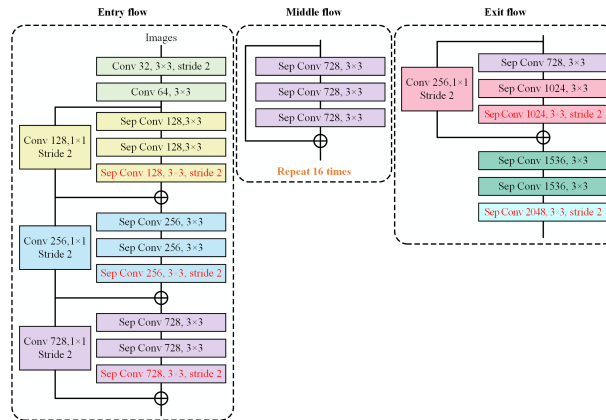 Entry flow
Images
Conv 32, 3×3, stride 2
Conv 64, 3×3
Conv 128,1×1
Stride 2
Sep Conv 128,3×3
Sep Conv 128,3×3
Sep Conv 128, 3×3, stride 2
Conv 256,1×1
Stride 2
Sep Conv 256, 3×3
Sep Conv 256, 3×3
Sep Conv 256, 3×3, stride 2
Conv 728,1×1
Stride 2
Sep Conv 728, 3×3
Sep Conv 728, 3×3
Sep Conv 728, 3×3, stride 2
Middle flow
Sep Conv 728, 3×3
Sep Conv 728, 3×3
Sep Conv 728, 3×3
Repeat 16 times
Exit flow
Conv 256,1×1
Stride 2
Sep Conv 728, 3×3
Sep Conv 1024, 3×3
Sep Conv 1024, 3×3, stride 2
Sep Conv 1536, 3×3
Sep Conv 1536, 3×3
Sep Conv 2048, 3×3, stride 2